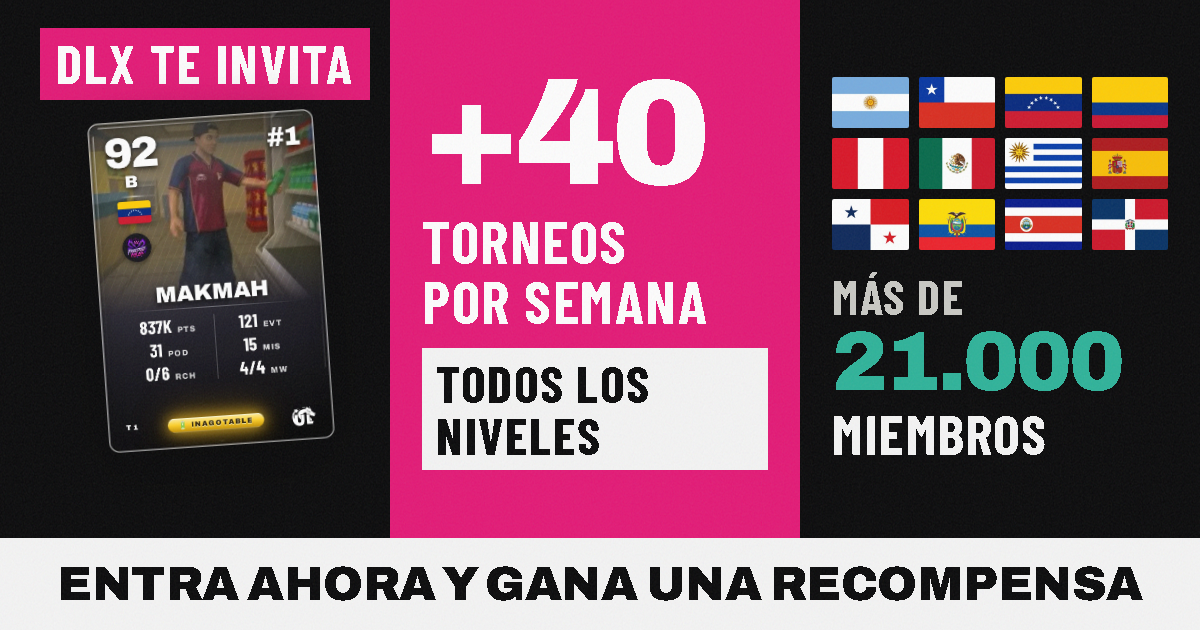 DLX TE INVITA
92
#1
B
MAKMAH
837K PTS
121 EVT
31 POD
15 MIS
0/6 RCH
4/4 MW
T1
INAGOTABLE
+40
TORNEOS
POR SEMANA
TODOS LOS
NIVELES
MÁS DE
21.000
MIEMBROS
ENTRA AHORA Y GANA UNA RECOMPENSA